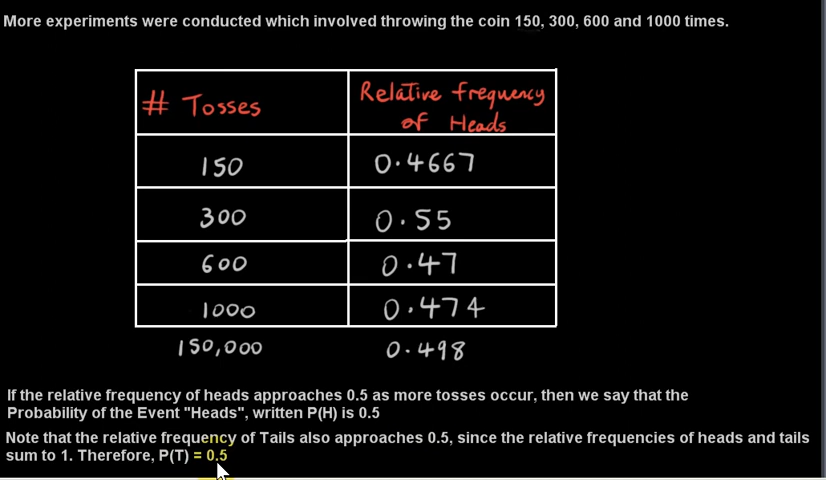 More experiments were conducted which involved throwing the coin 150, 300, 600 and 1000 times.
# Tosses Relative frequency of Heads
150 0.4667
300 0.55
600 0.47
1000 0.474
150,000 0.498
If the relative frequency of heads approaches 0.5 as more tosses occur, then we say that the
Probability of the Event "Heads", written P(H) is 0.5
Note that the relative frequency of Tails also approaches 0.5, since the relative frequencies of heads and tails
sum to 1. Therefore, P(T) = 0.5